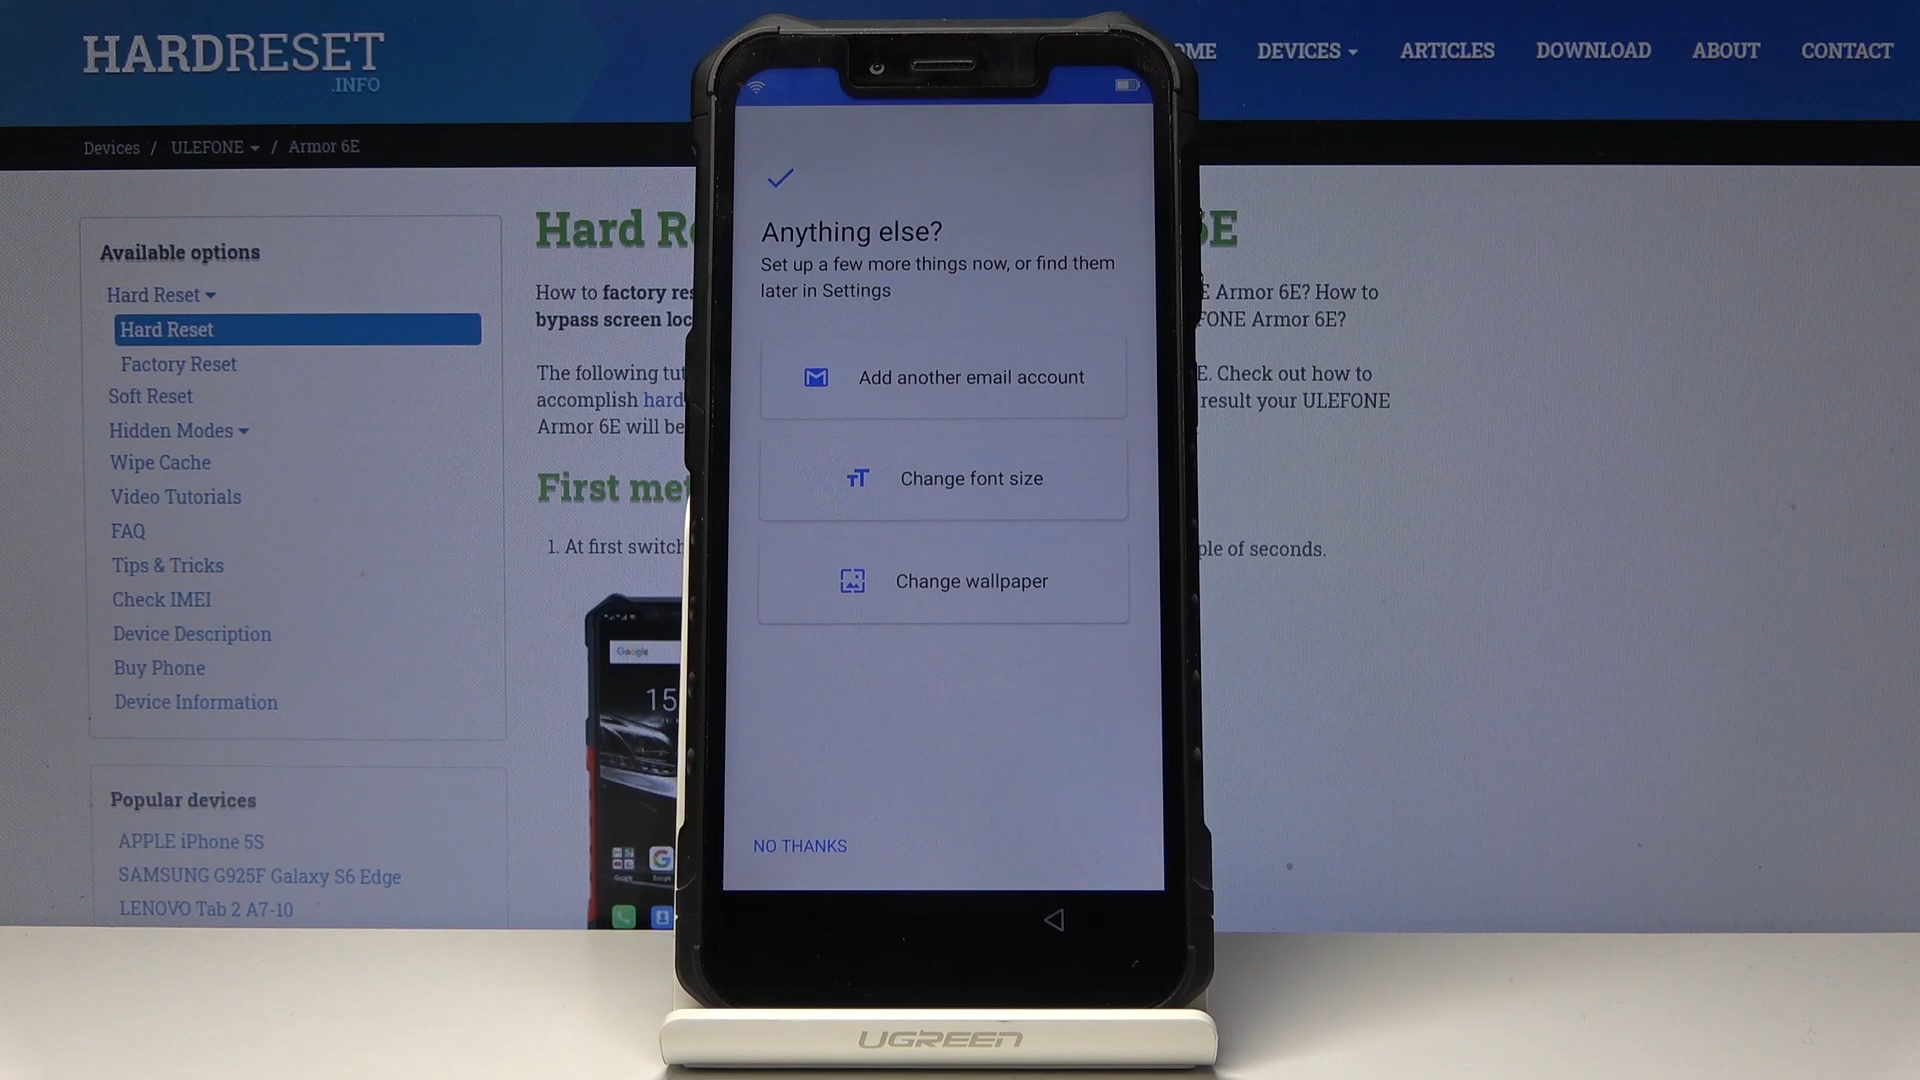 HARDRESET
.INFO
OME DEVICES ARTICLES DOWNLOAD ABOUT CONTACT
Devices / ULEFONE / Armor 6E
Available options
Hard Reset
Hard Reset
Factory Reset
Soft Reset
Hidden Modes
Wipe Cache
Video Tutorials
FAQ
Tips & Tricks
Check IMEI
Device Description
Buy Phone
Device Information
Popular devices
APPLE iPhone 5S
SAMSUNG G925F Galaxy S6 Edge
LENOVO Tab 2 A7-10
Hard R 6E
How to factory res E Armor 6E? How to
bypass screen loc FONE Armor 6E?
The following tut E. Check out how to
accomplish hard result your ULEFONE
Armor 6E will be
First met
1. At first switch ple of seconds.
Google
15
Anything else?
Set up a few more things now, or find them
later in Settings
Add another email account
Change font size
Change wallpaper
NO THANKS
UGREEN